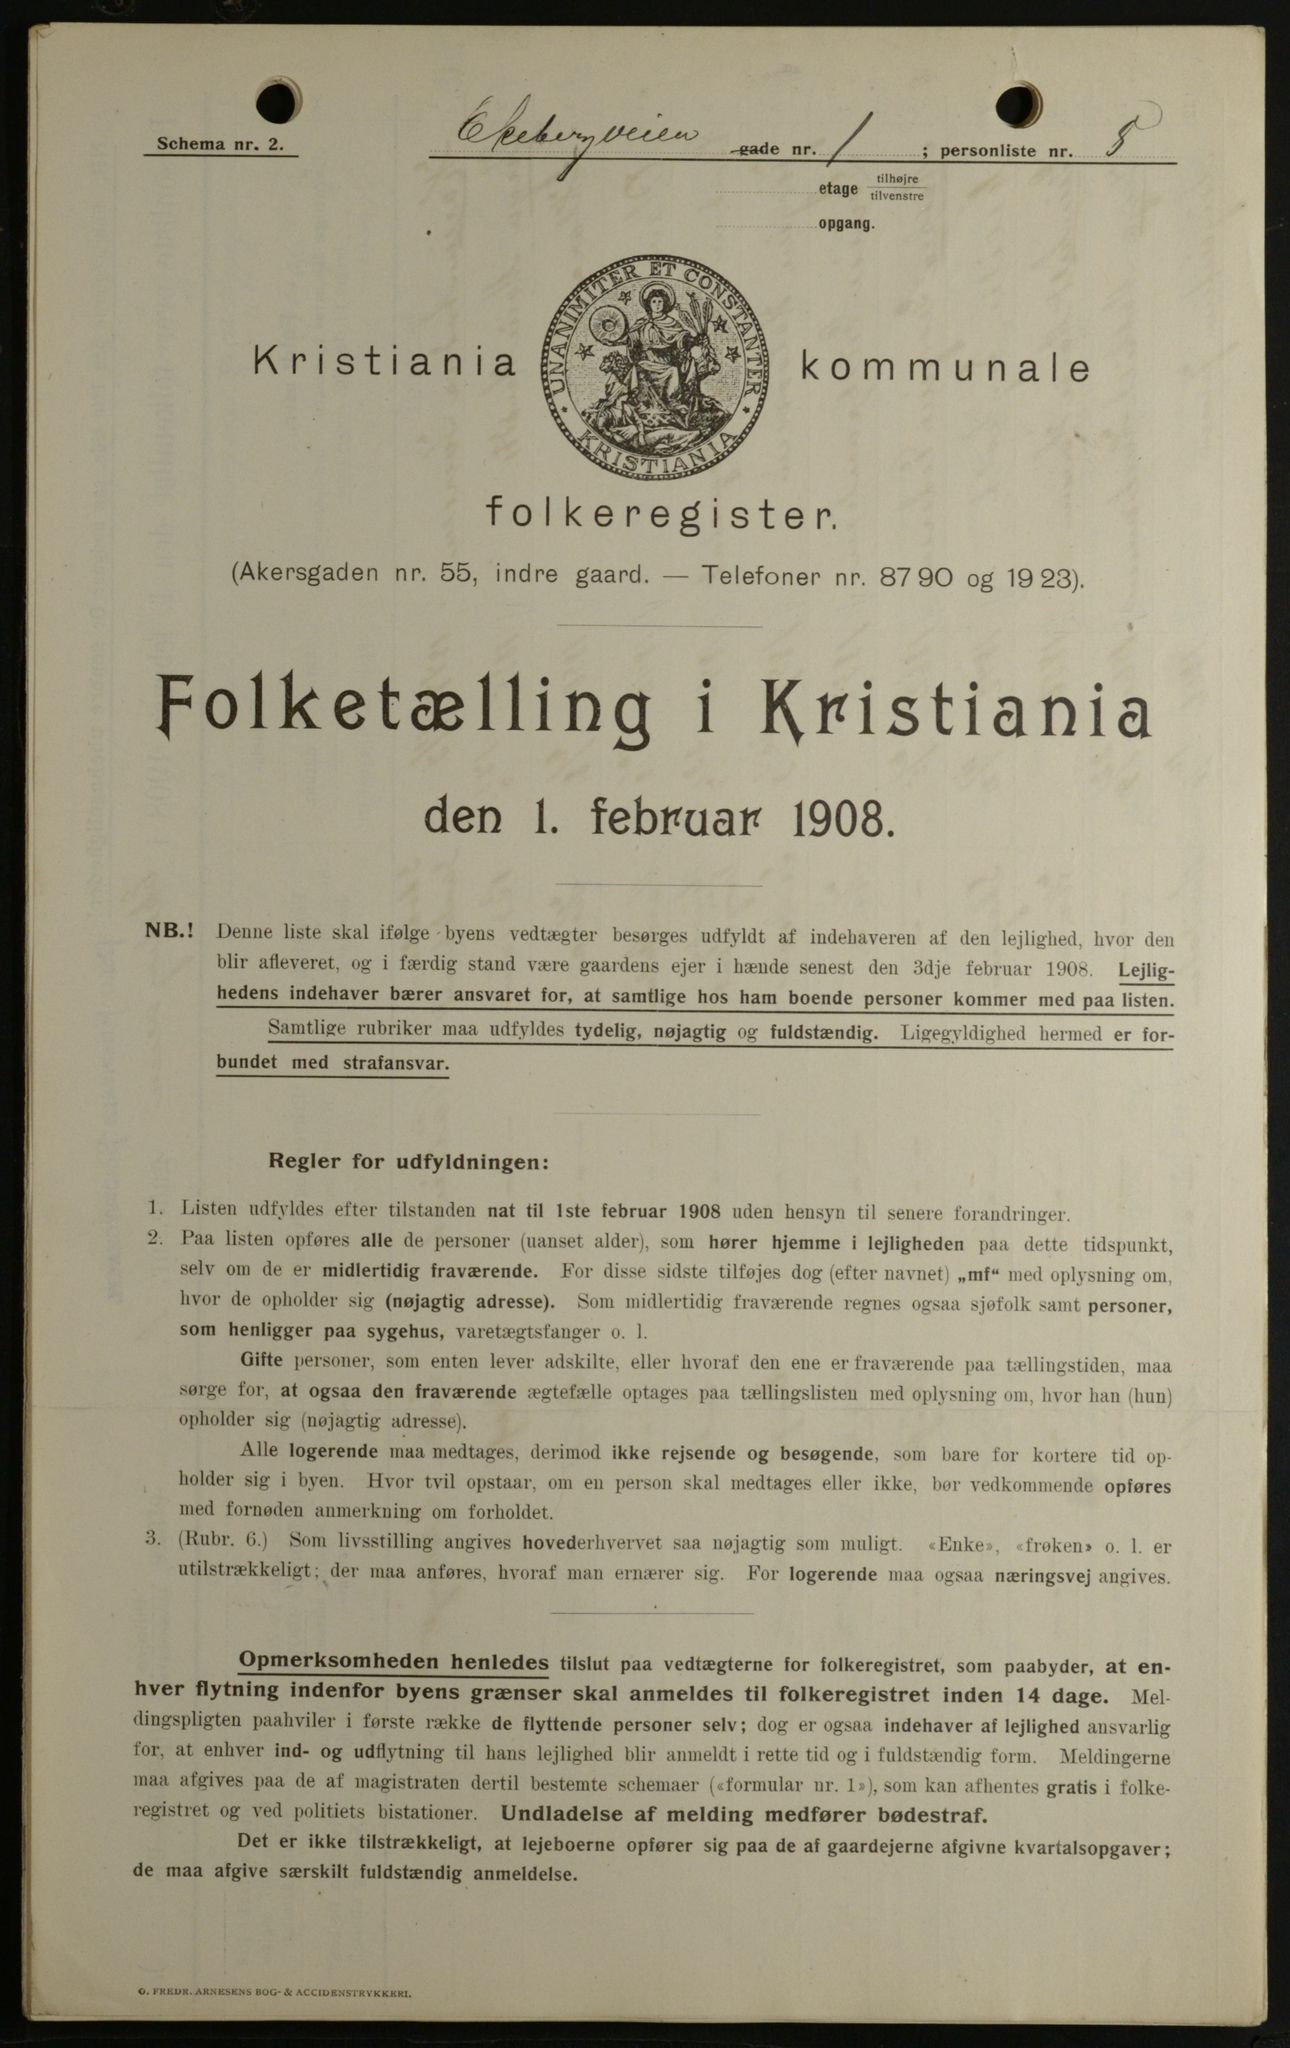 Schema nr. 2.
Ekebergveien gade nr. 1 ; personliste nr. 5
etage tilhøjre
tilvenstre
opgang.
UNANIMITER ET CONSTANTER
KRISTIANIA
Kristiania kommunale
folkeregister.
(Akersgaden nr. 55, indre gaard. — Telefoner nr. 87 90 og 19 23).
Folketælling i Kristiania
den 1. februar 1908.
NB.! Denne liste skal ifølge byens vedtægter besørges udfyldt af indehaveren af den lejlighed, hvor den
blir afleveret, og i færdig stand være gaardens ejer i hænde senest den 3dje februar 1908. Lejlig-
hedens indehaver bærer ansvaret for, at samtlige hos ham boende personer kommer med paa listen.
Samtlige rubriker maa udfyldes tydelig, nøjagtig og fuldstændig. Ligegyldighed hermed er for-
bundet med strafansvar.
Regler for udfyldningen:
1. Listen udfyldes efter tilstanden nat til 1ste februar 1908 uden hensyn til senere forandringer.
2. Paa listen opføres alle de personer (uanset alder), som hører hjemme i lejligheden paa dette tidspunkt,
selv om de er midlertidig fraværende. For disse sidste tilføjes dog (efter navnet) „mf“ med oplysning om,
hvor de opholder sig (nøjagtig adresse). Som midlertidig fraværende regnes ogsaa sjøfolk samt personer,
som henligger paa sygehus, varetægtsfanger o. l.
Gifte personer, som enten lever adskilte, eller hvoraf den ene er fraværende paa tællingstiden, maa
sørge for, at ogsaa den fraværende ægtefælle optages paa tællingslisten med oplysning om, hvor han (hun)
opholder sig (nøjagtig adresse).
Alle logerende maa medtages, derimod ikke rejsende og besøgende, som bare for kortere tid op-
holder sig i byen. Hvor tvil opstaar, om en person skal medtages eller ikke, bør vedkommende opføres
med fornøden anmerkning om forholdet.
3. (Rubr. 6.) Som livsstilling angives hovederhvervet saa nøjagtig som muligt. «Enke», «frøken» o. l. er
utilstrækkeligt; der maa anføres, hvoraf man ernærer sig. For logerende maa ogsaa næringsvej angives.
Opmerksomheden henledes tilslut paa vedtægterne for folkeregistret, som paabyder, at en-
hver flytning indenfor byens grænser skal anmeldes til folkeregistret inden 14 dage. Mel-
dingspligten paahviler i første række de flyttende personer selv; dog er ogsaa indehaver af lejlighed ansvarlig
for, at enhver ind- og udflytning til hans lejlighed blir anmeldt i rette tid og i fuldstændig form. Meldingerne
maa afgives paa de af magistraten dertil bestemte schemaer («formular nr. 1»), som kan afhentes gratis i folke-
registret og ved politiets bistationer. Undladelse af melding medfører bødestraf.
Det er ikke tilstrækkeligt, at lejeboerne opfører sig paa de af gaardejerne afgivne kvartalsopgaver;
de maa afgive særskilt fuldstændig anmeldelse.
O. FREDR. ARNESENS BOG- & ACCIDENSTRYKKERI.